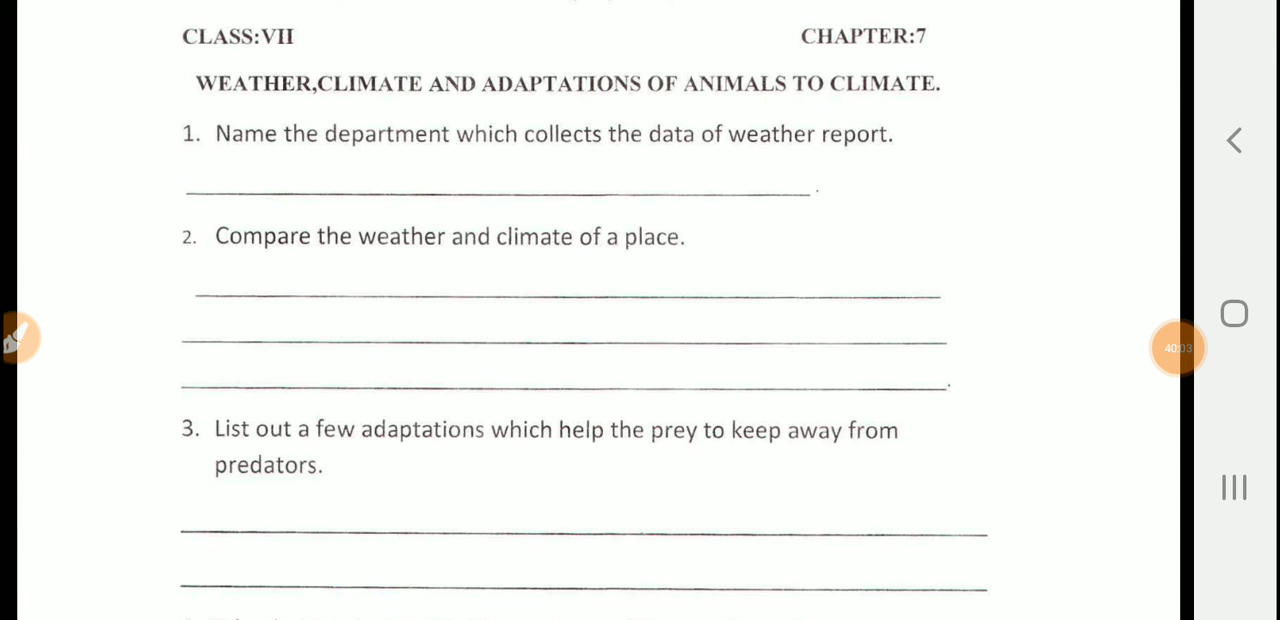 CLASS:VII CHAPTER:7
WEATHER,CLIMATE AND ADAPTATIONS OF ANIMALS TO CLIMATE.
1. Name the department which collects the data of weather report.
2. Compare the weather and climate of a place.
3. List out a few adaptations which help the prey to keep away from
predators.
40:03